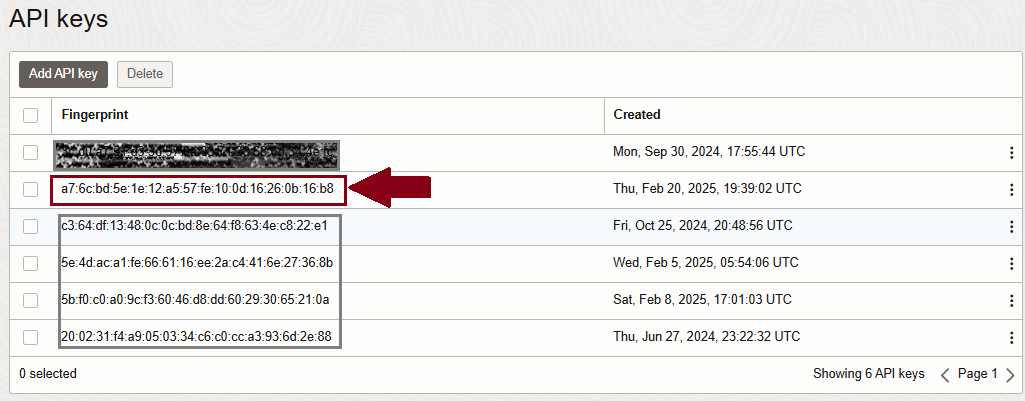 API keys
Add API key Delete
Fingerprint Created
Mon, Sep 30, 2024, 17:55:44 UTC
a7:6c:bd:5e:1e:12:a5:57:fe:10:0d:16:26:0b:16:b8 Thu, Feb 20, 2025, 19:39:02 UTC
c3:64:df:13:48:0c:0c:bd:8e:64:f8:63:4e:c8:22:e1 Fri, Oct 25, 2024, 20:48:56 UTC
5e:4d:ac:a1:fe:66:61:16:ee:2a:c4:41:6e:27:36:8b Wed, Feb 5, 2025, 05:54:06 UTC
5b:f0:c0:a0:9c:f3:60:46:d8:dd:60:29:30:65:21:0a Sat, Feb 8, 2025, 17:01:03 UTC
20:02:31:f4:a9:05:03:34:c6:c0:cc:a3:93:6d:2e:88 Thu, Jun 27, 2024, 23:22:32 UTC
0 selected Showing 6 API keys Page 1